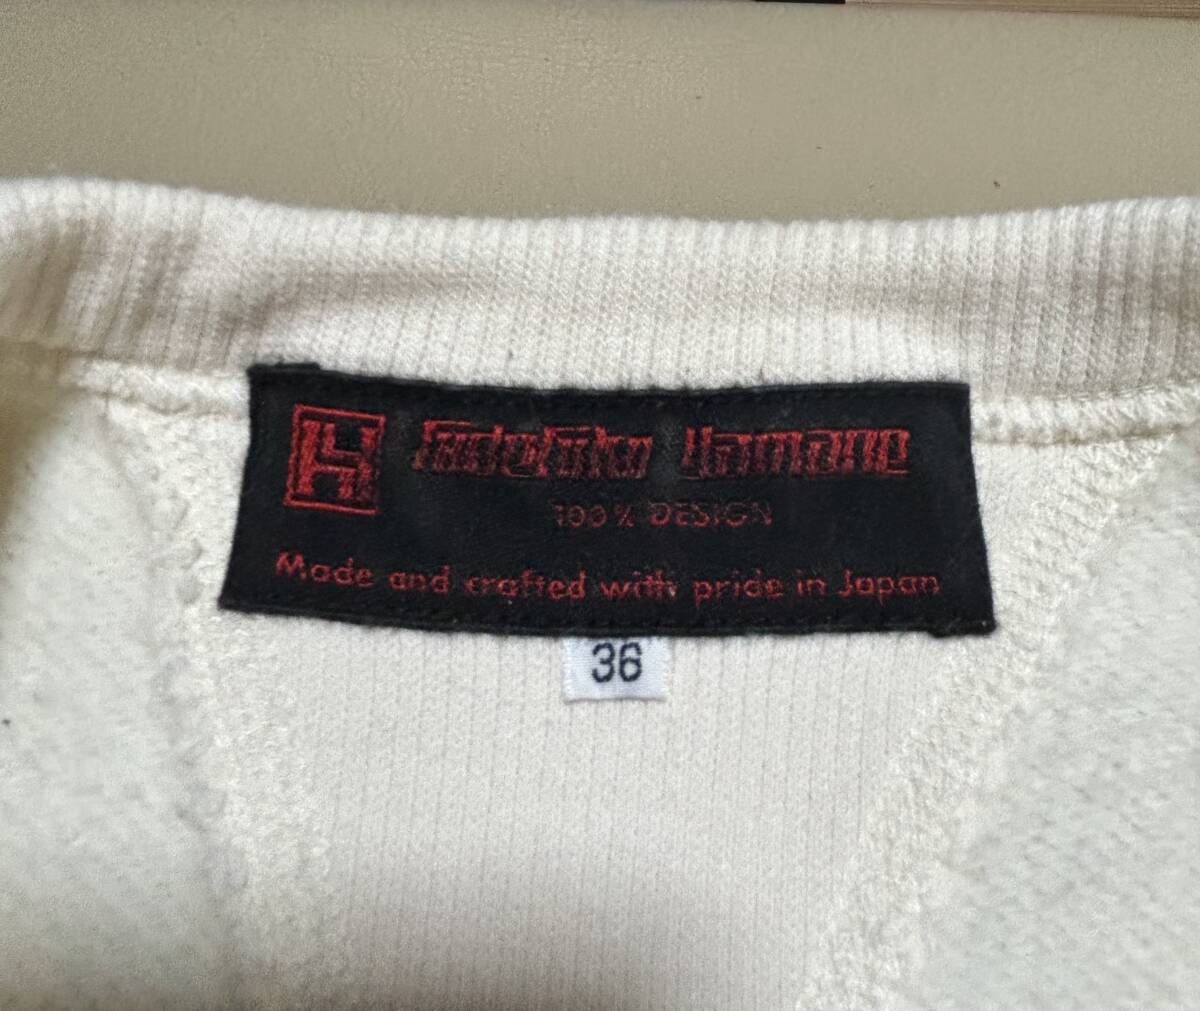 H Hidehiko Yamane
100% DESIGN
Made and crafted with pride in Japan
36